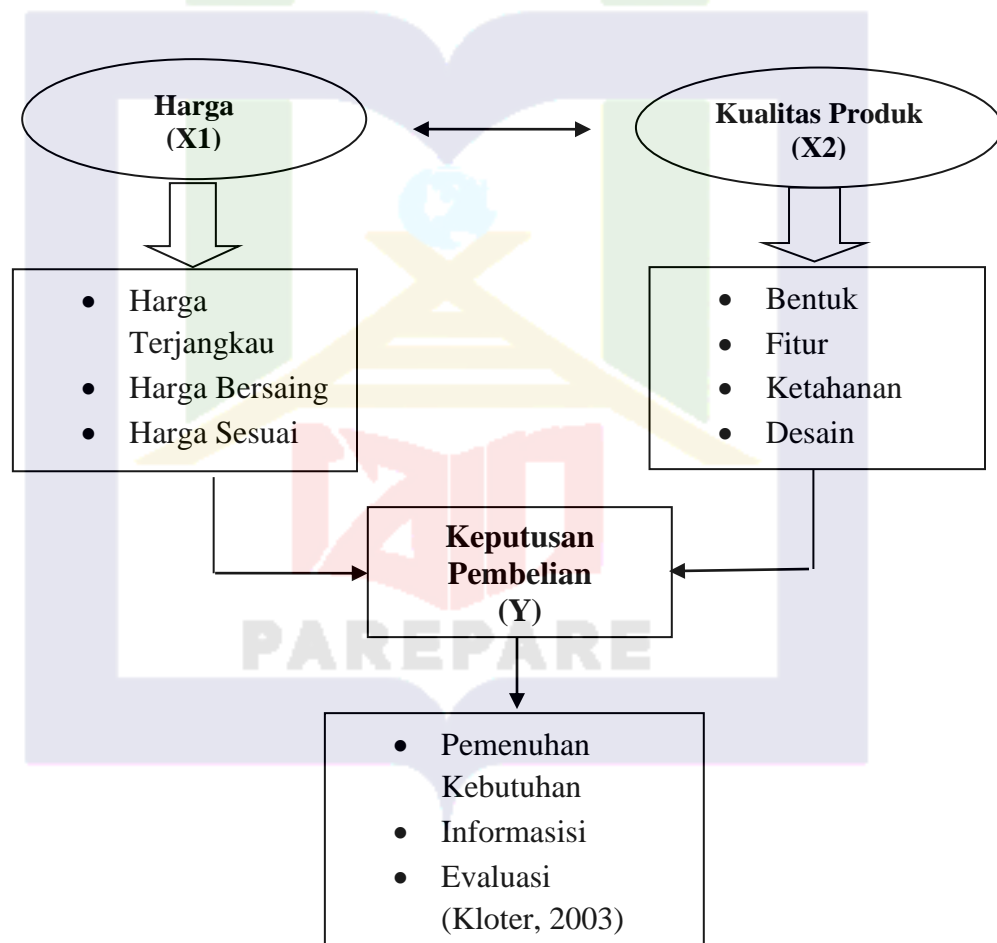 Harga
(X1)
Kualitas Produk
(X2)
• Harga
Terjangkau
• Harga Bersaing
• Harga Sesuai
• Bentuk
• Fitur
• Ketahanan
• Desain
Keputusan
Pembelian
(Y)
PAREPARE
• Pemenuhan
Kebutuhan
• Informasisi
• Evaluasi
(Kloter, 2003)